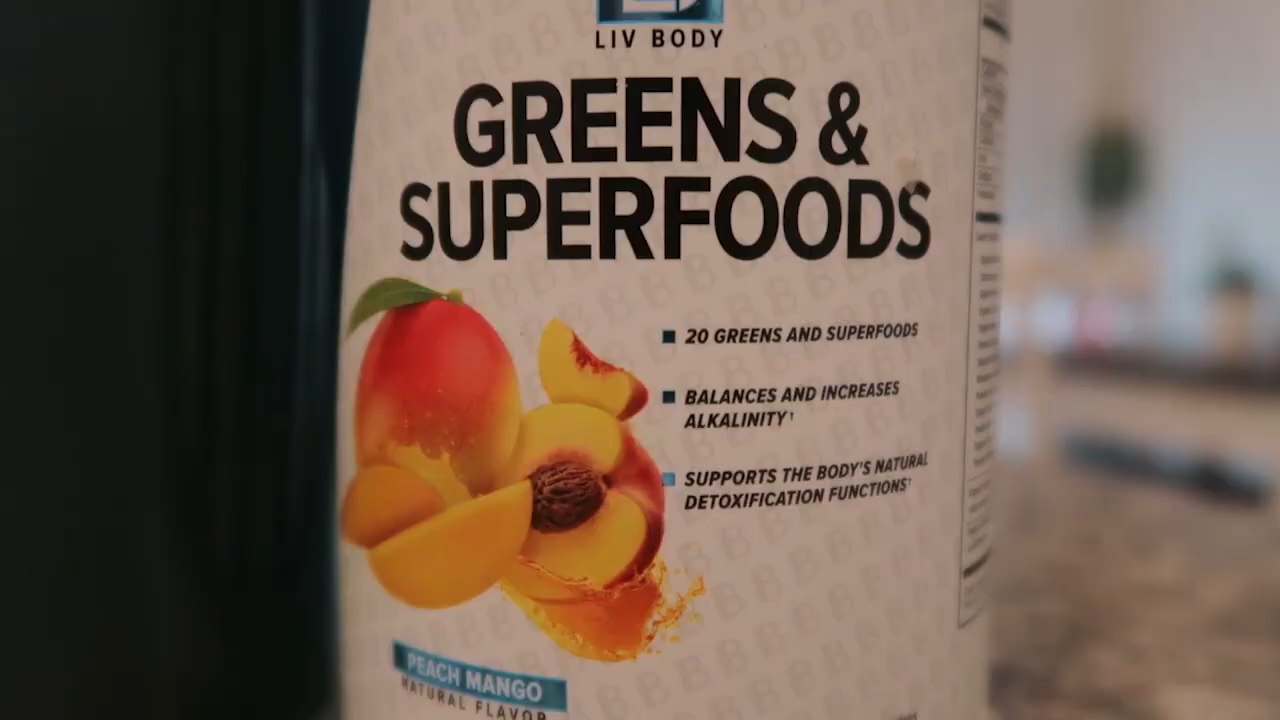 LIV BODY
GREENS &
SUPERFOODS
20 GREENS AND SUPERFOODS
BALANCES AND INCREASES
ALKALINITY†
SUPPORTS THE BODY'S NATURAL
DETOXIFICATION FUNCTIONS†
PEACH MANGO
NATURAL FLAVOR